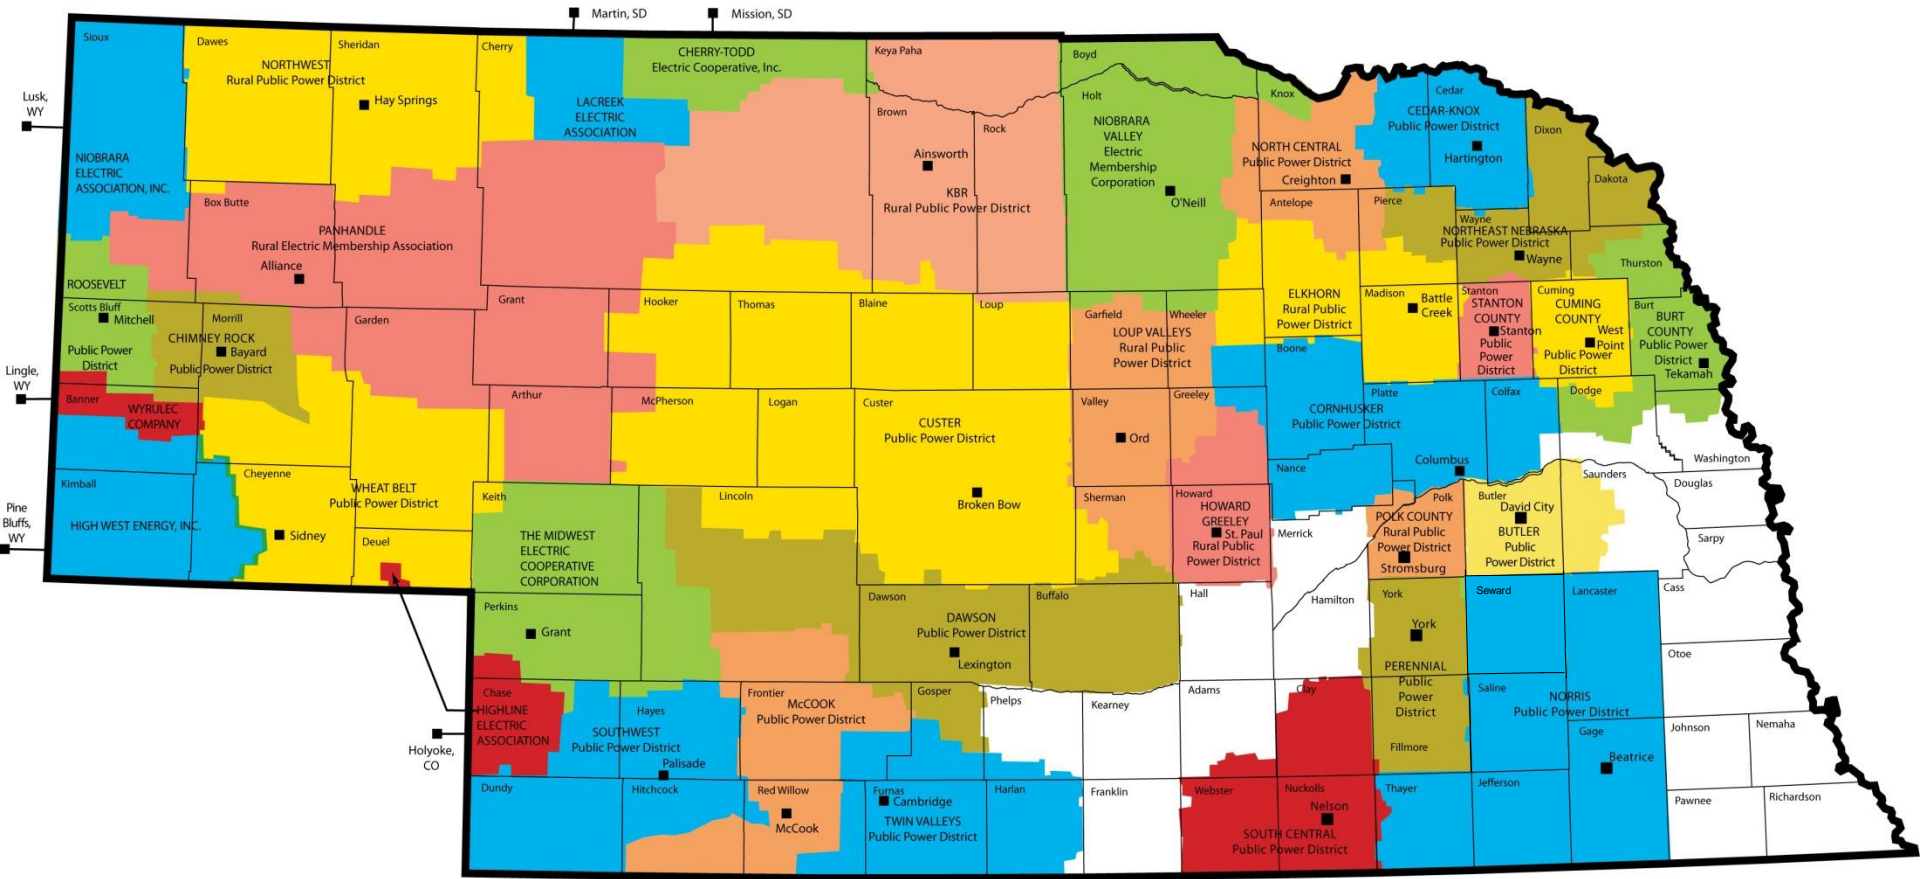 Martin, SD
Mission, SD
Lusk,
WY
Lingle,
WY
Pine
Bluffs,
WY
Holyoke,
CO
Sioux
Dawes
Sheridan
Cherry
NORTHWEST
Rural Public Power District
Hay Springs
NIOBRARA
ELECTRIC
ASSOCIATION, INC.
LACREEK
ELECTRIC
ASSOCIATION
CHERRY-TODD
Electric Cooperative, Inc.
Keya Paha
Brown
Rock
Ainsworth
KBR
Rural Public Power District
Boyd
Holt
NIOBRARA
VALLEY
Electric
Membership
Corporation
O'Neill
Knox
NORTH CENTRAL
Public Power District
Creighton
Cedar
CEDAR-KNOX
Public Power District
Hartington
Dixon
Dakota
Box Butte
PANHANDLE
Rural Electric Membership Association
Alliance
Antelope
Pierce
Wayne
NORTHEAST NEBRASKA
Public Power District
Wayne
Thurston
ROOSEVELT
Scotts Bluff
Mitchell
Public Power
District
Morrill
CHIMNEY ROCK
Bayard
Public Power District
Garden
Grant
Hooker
Thomas
Blaine
Loup
Garfield
Wheeler
LOUP VALLEYS
Rural Public
Power District
ELKHORN
Rural Public
Power District
Madison
Battle
Creek
Stanton
STANTON
COUNTY
Stanton
Public
Power
District
Cuming
CUMING
COUNTY
West
Point
Public Power
District
Burt
BURT
COUNTY
Public Power
District
Tekamah
Banner
WYRULEC
COMPANY
Arthur
McPherson
Logan
Custer
CUSTER
Public Power District
Broken Bow
Valley
Ord
Greeley
Boone
CORNHUSKER
Public Power District
Platte
Colfax
Columbus
Nance
Dodge
Washington
Douglas
Saunders
Sarpy
Kimball
HIGH WEST ENERGY, INC.
Cheyenne
WHEAT BELT
Public Power District
Sidney
Deuel
Keith
THE MIDWEST
ELECTRIC
COOPERATIVE
CORPORATION
Lincoln
Sherman
Howard
HOWARD
GREELEY
St. Paul
Rural Public
Power District
Merrick
Polk
POLK COUNTY
Rural Public
Power District
Stromsburg
Butler
David City
BUTLER
Public
Power District
Perkins
Grant
Dawson
DAWSON
Public Power District
Lexington
Buffalo
Hall
Hamilton
York
York
PERENNIAL
Public
Power
District
Fillmore
Seward
Lancaster
Cass
Otoe
Chase
HIGHLINE
ELECTRIC
ASSOCIATION
Hayes
SOUTHWEST
Public Power District
Palisade
Frontier
McCOOK
Public Power District
Gosper
Phelps
Kearney
Adams
Clay
Saline
NORRIS
Public Power District
Gage
Beatrice
Johnson
Nemaha
Dundy
Hitchcock
Red Willow
McCook
Furnas
Cambridge
TWIN VALLEYS
Public Power District
Harlan
Franklin
Webster
Nuckolls
Nelson
SOUTH CENTRAL
Public Power District
Thayer
Jefferson
Pawnee
Richardson